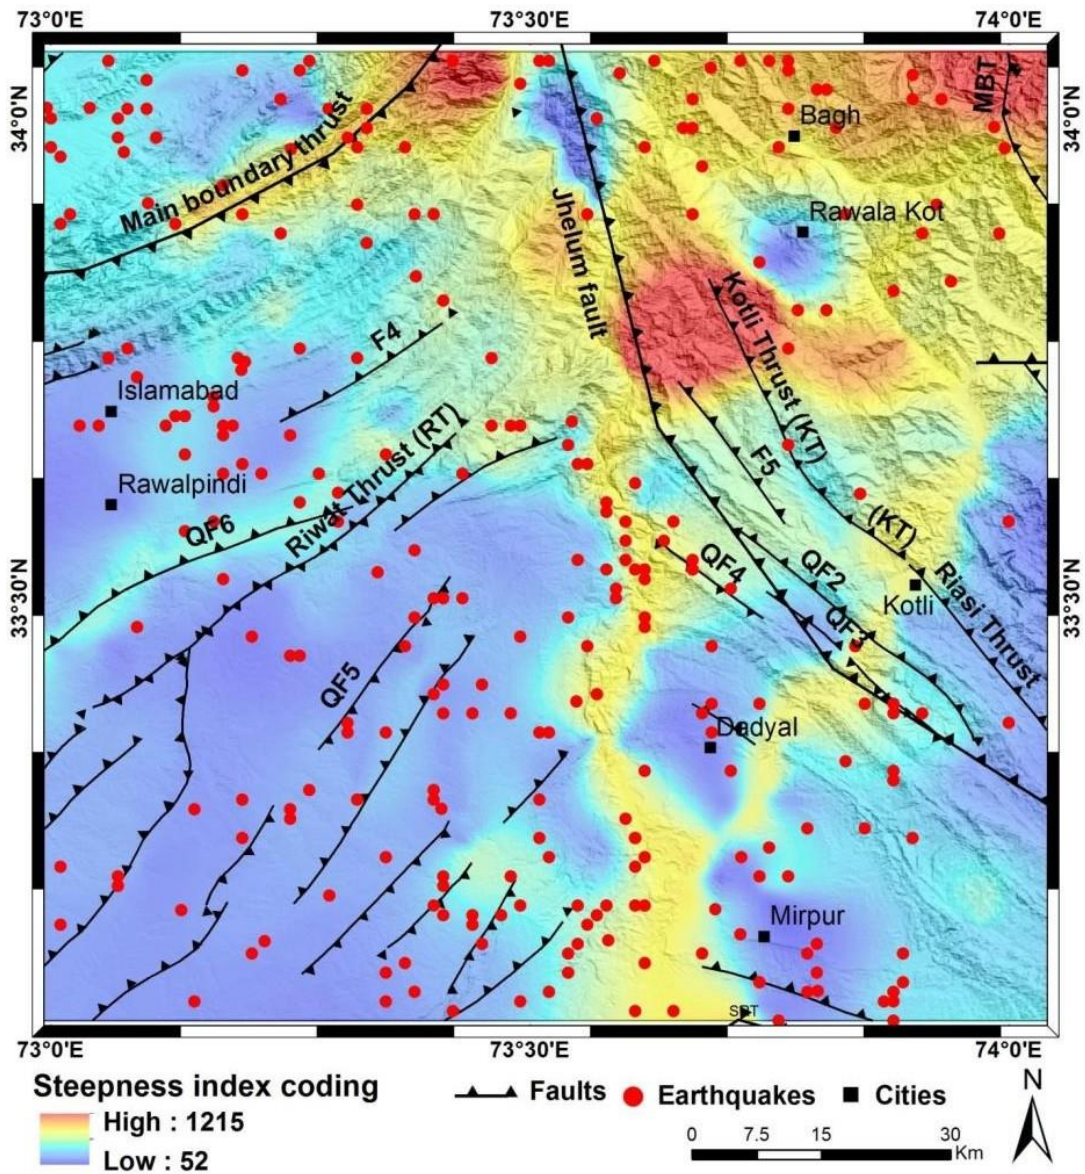 73°0'E
73°30'E
74°0'E
34°0'N
34°0'N
MBT
Bagh
Main boundary thrust
Rawala Kot
Jhelum fault
Kotli Thrust (KT)
F4
Islamabad
Riwat Thrust (RT)
F5
Rawalpindi
QF6
(KT)
QF4
QF2
Riasi Thrust
33°30'N
33°30'N
Kotli
QF3
QF5
Dadyal
Mirpur
SRT
73°0'E
73°30'E
74°0'E
Steepness index coding
High : 1215
Low : 52
Faults
Earthquakes
Cities
N
0 7.5 15 30
Km